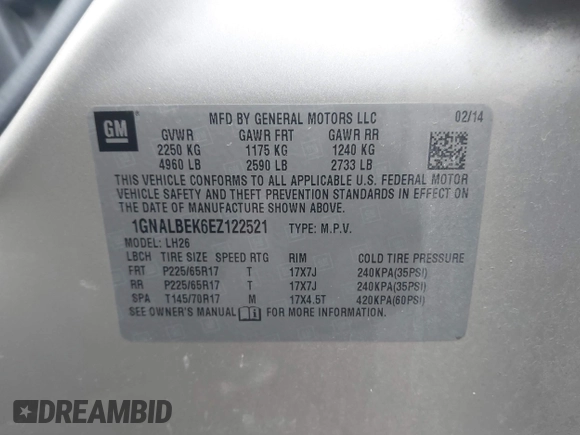 GM
MFD BY GENERAL MOTORS LLC 02/14
GVWR GAWR FRT GAWR RR
2250 KG 1175 KG 1240 KG
4960 LB 2590 LB 2733 LB
THIS VEHICLE CONFORMS TO ALL APPLICABLE U.S. FEDERAL MOTOR
VEHICLE SAFETY AND THEFT PREVENTION STANDARDS IN EFFECT
ON THE DATE OF MANUFACTURE SHOWN ABOVE.
1GNALBEK6EZ122521 TYPE: M.P.V.
MODEL: LH26
LBCH TIRE SIZE SPEED RTG RIM COLD TIRE PRESSURE
FRT P225/65R17 T 17X7J 240KPA(35PSI)
RR P225/65R17 T 17X7J 240KPA(35PSI)
SPA T145/70R17 M 17X4.5T 420KPA(60PSI)
SEE OWNER'S MANUAL FOR MORE INFORMATION.
DREAMBID